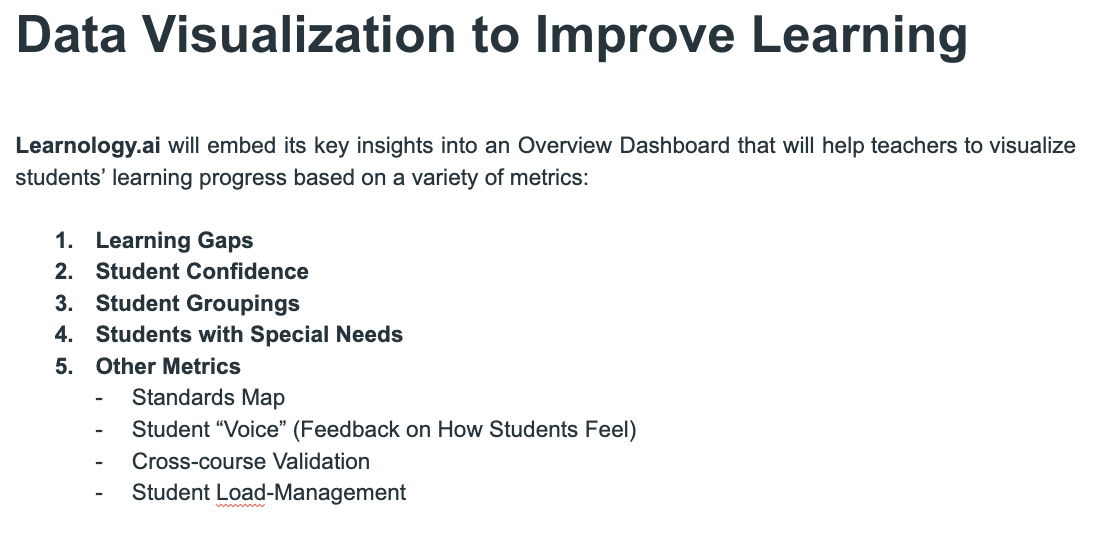 Data Visualization to Improve Learning
Learnology.ai will embed its key insights into an Overview Dashboard that will help teachers to visualize
students’ learning progress based on a variety of metrics:
1. Learning Gaps
2. Student Confidence
3. Student Groupings
4. Students with Special Needs
5. Other Metrics
- Standards Map
- Student “Voice” (Feedback on How Students Feel)
- Cross-course Validation
- Student Load-Management